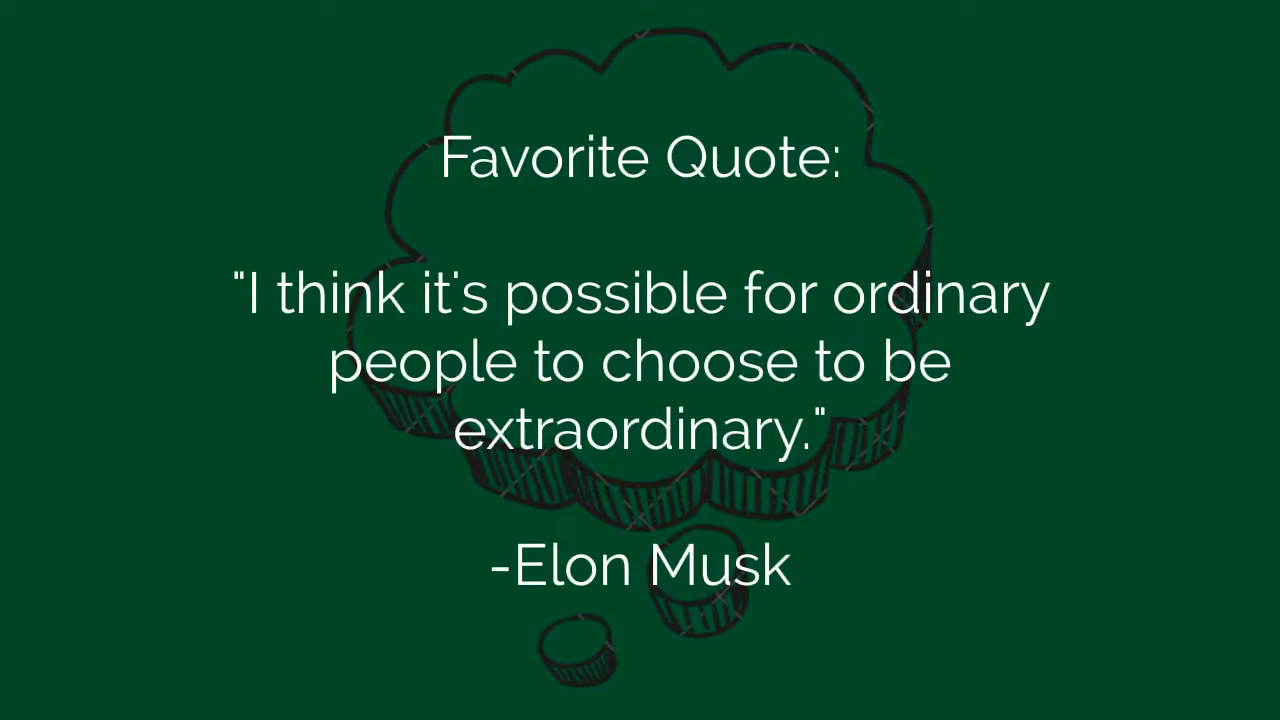 Favorite Quote:
"I think it's possible for ordinary
people to choose to be
extraordinary."
-Elon Musk